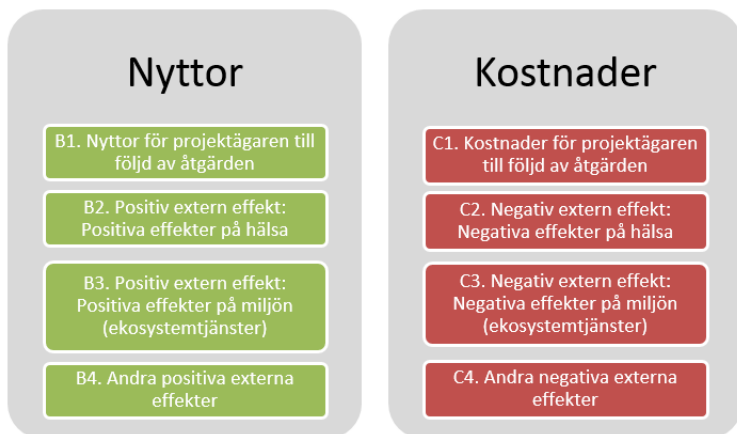 Nyttor
B1. Nyttor för projektägaren till
följd av åtgärden
B2. Positiv extern effekt:
Positiva effekter på hälsa
B3. Positiv extern effekt:
Positiva effekter på miljön
(ekosystemtjänster)
B4. Andra positiva externa
effekter
Kostnader
C1. Kostnader för projektägaren
till följd av åtgärden
C2. Negativ extern effekt:
Negativa effekter på hälsa
C3. Negativ extern effekt:
Negativa effekter på miljön
(ekosystemtjänster)
C4. Andra negativa externa
effekter